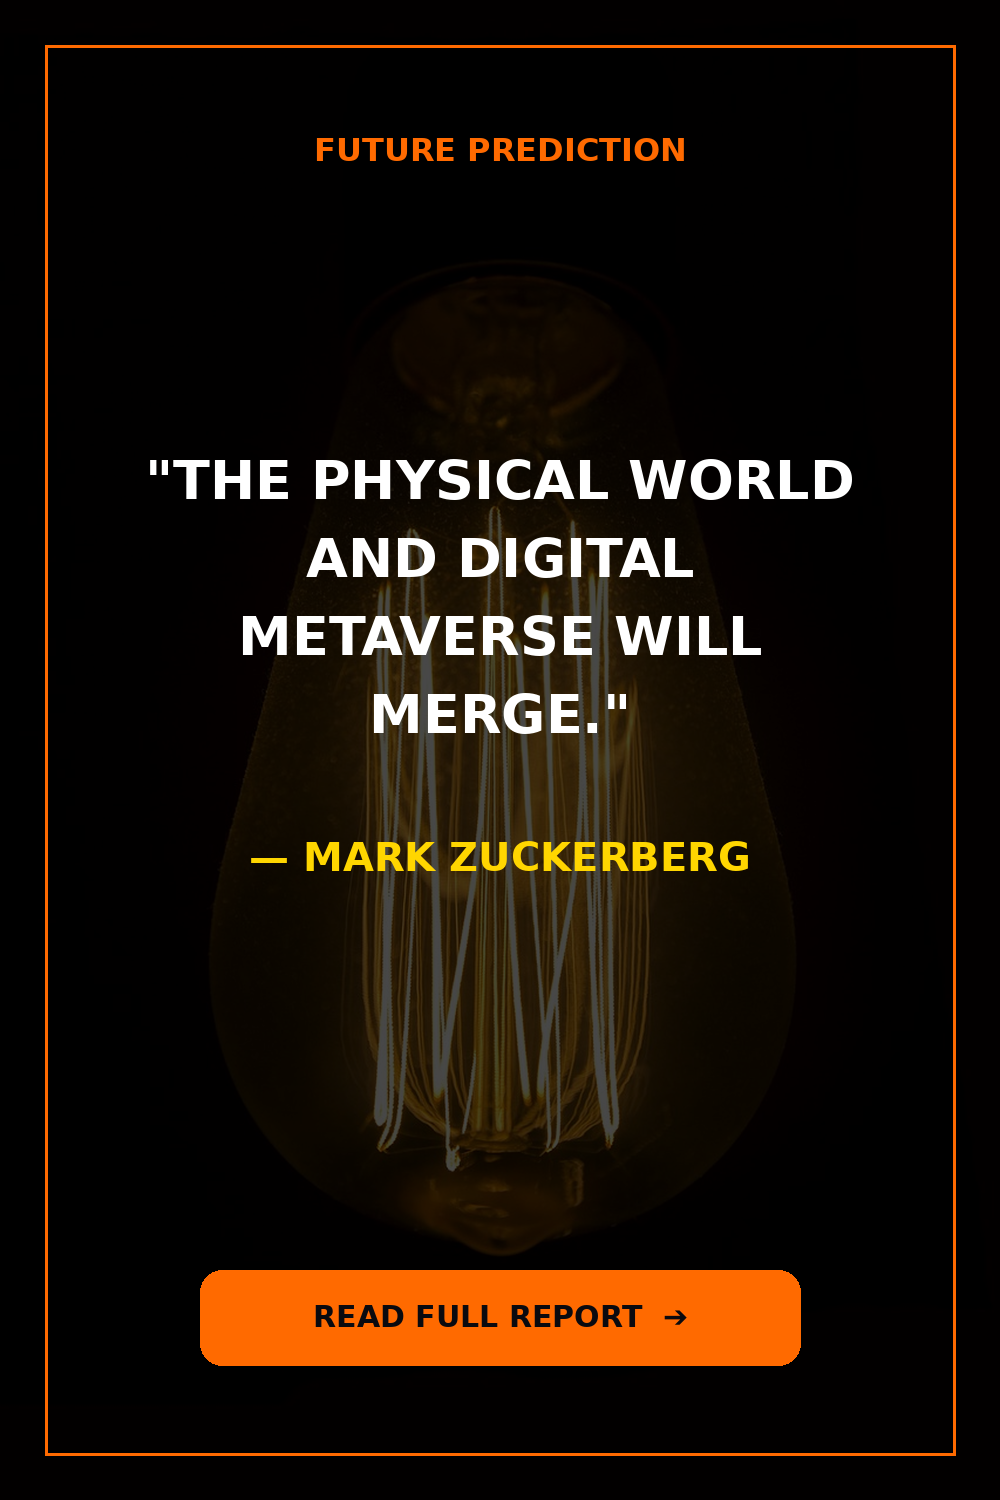 FUTURE PREDICTION
"THE PHYSICAL WORLD
AND DIGITAL
METAVERSE WILL
MERGE."
— MARK ZUCKERBERG
READ FULL REPORT ➔